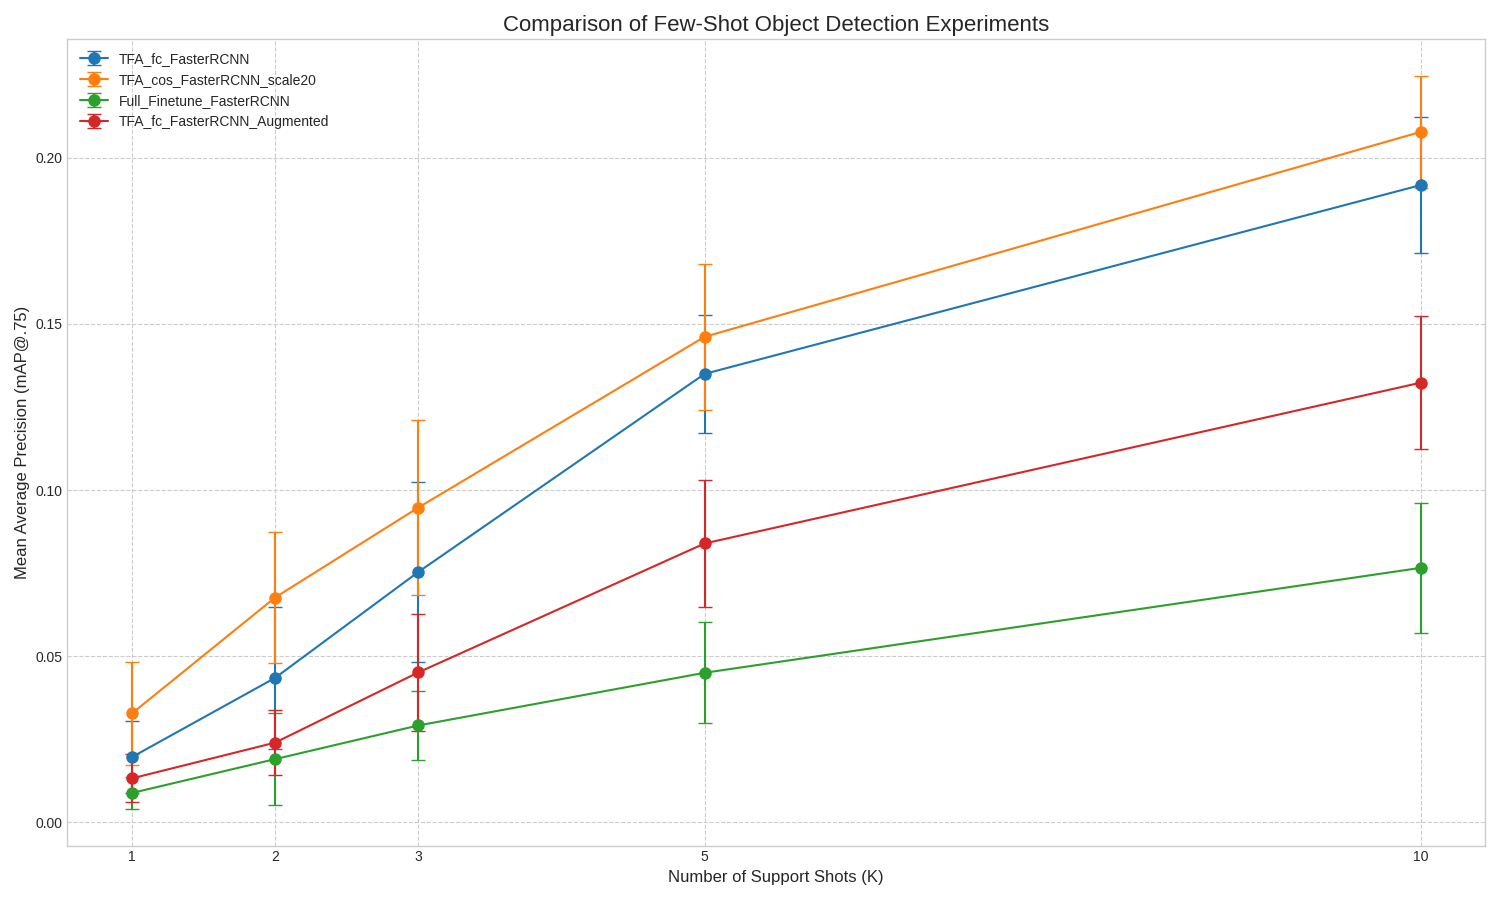 Comparison of Few-Shot Object Detection Experiments
TFA_fc_FasterRCNN
TFA_cos_FasterRCNN_scale20
Full_Finetune_FasterRCNN
TFA_fc_FasterRCNN_Augmented
Mean Average Precision (mAP@.75)
0.20
0.15
0.10
0.05
0.00
1 2 3 5 10
Number of Support Shots (K)